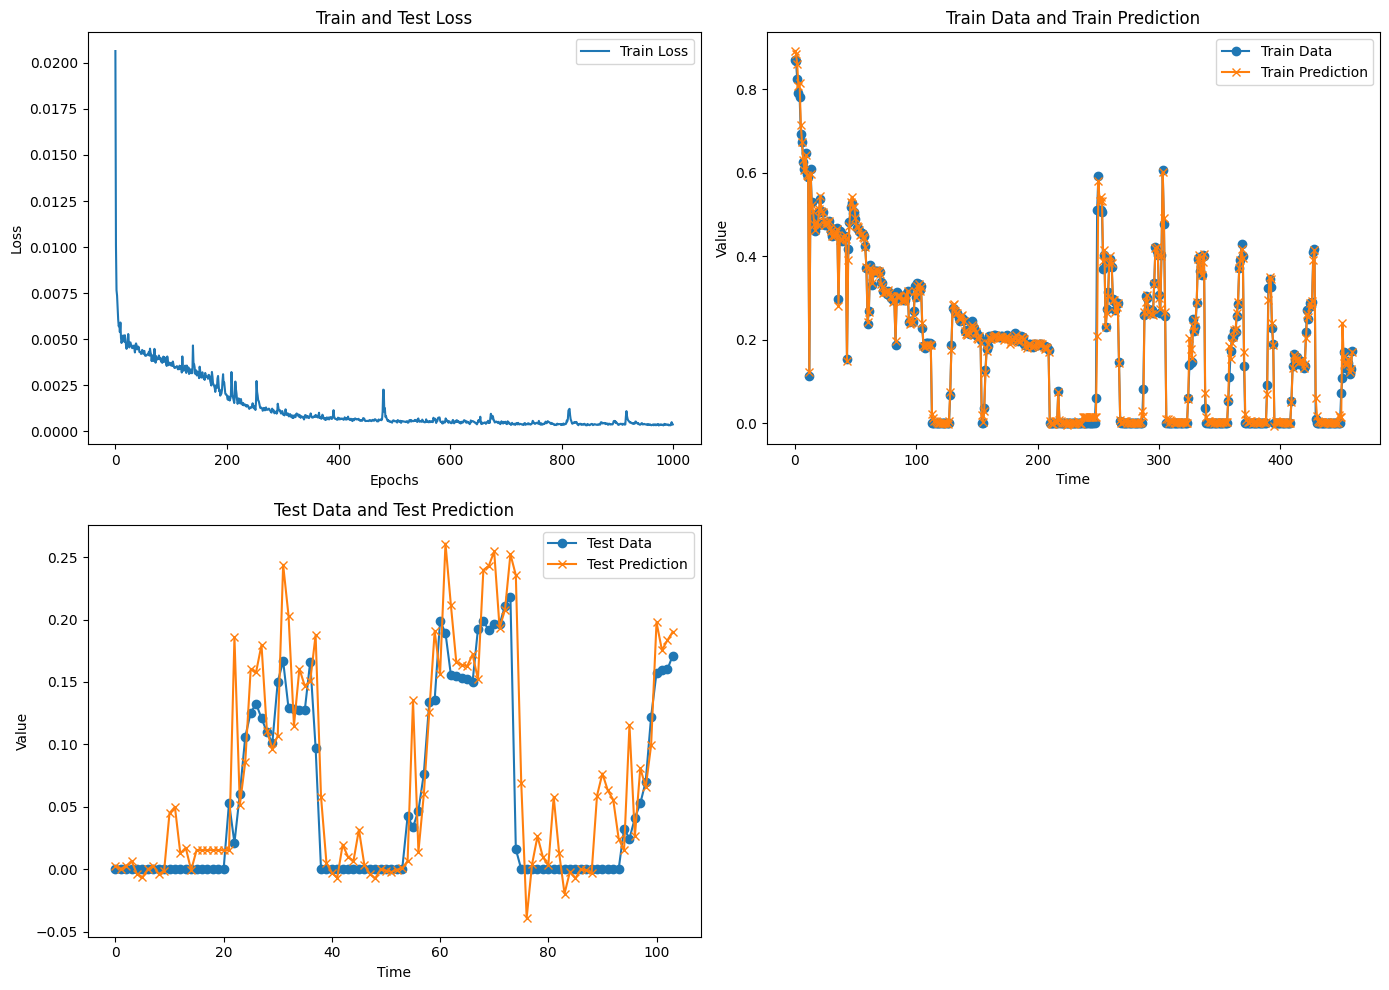 Train and Test Loss
Train Loss
0.0200
0.0175
0.0150
0.0125
0.0100
0.0075
0.0050
0.0025
0.0000
Loss
0 200 400 600 800 1000
Epochs
Train Data and Train Prediction
Train Data
Train Prediction
0.8
0.6
0.4
0.2
0.0
Value
0 100 200 300 400
Time
Test Data and Test Prediction
Test Data
Test Prediction
0.25
0.20
0.15
0.10
0.05
0.00
−0.05
Value
0 20 40 60 80 100
Time